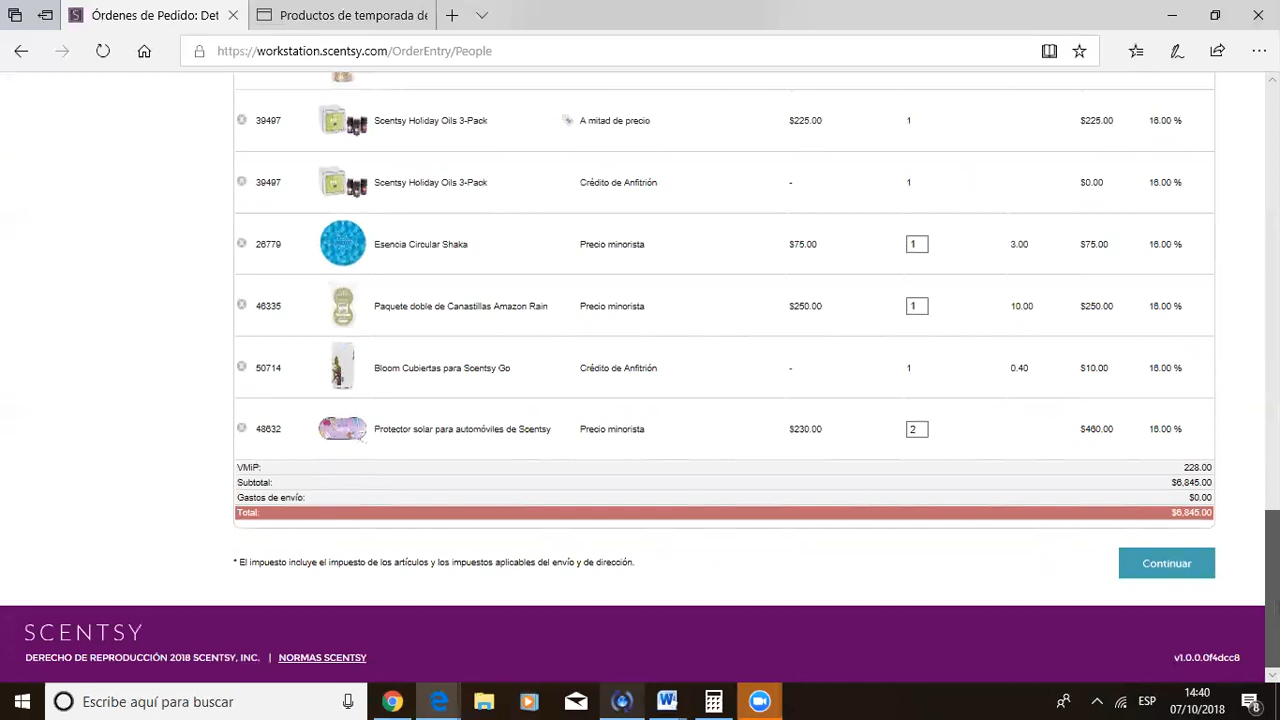 Órdenes de Pedido: Det
Productos de temporada de
https://workstation.scentsy.com/OrderEntry/People
39497 Scentsy Holiday Oils 3-Pack A mitad de precio $225.00 1 $225.00 16.00 %
39497 Scentsy Holiday Oils 3-Pack Crédito de Anfitrión - 1 $0.00 16.00 %
26779 Esencia Circular Shaka Precio minorista $75.00 1 3.00 $75.00 16.00 %
46335 Paquete doble de Canastillas Amazon Rain Precio minorista $250.00 1 10.00 $250.00 16.00 %
50714 Bloom Cubiertas para Scentsy Go Crédito de Anfitrión - 1 0.40 $10.00 16.00 %
48632 Protector solar para automóviles de Scentsy Precio minorista $230.00 2 $460.00 16.00 %
VMiP: 228.00
Subtotal: $6,845.00
Gastos de envío: $0.00
Total: $6,845.00
* El impuesto incluye el impuesto de los artículos y los impuestos aplicables del envío y de dirección.
Continuar
SCENTSY
DERECHO DE REPRODUCCIÓN 2018 SCENTSY, INC. | NORMAS SCENTSY
v1.0.0.0f4dcc8
Escribe aquí para buscar
ESP
14:40
07/10/2018
8